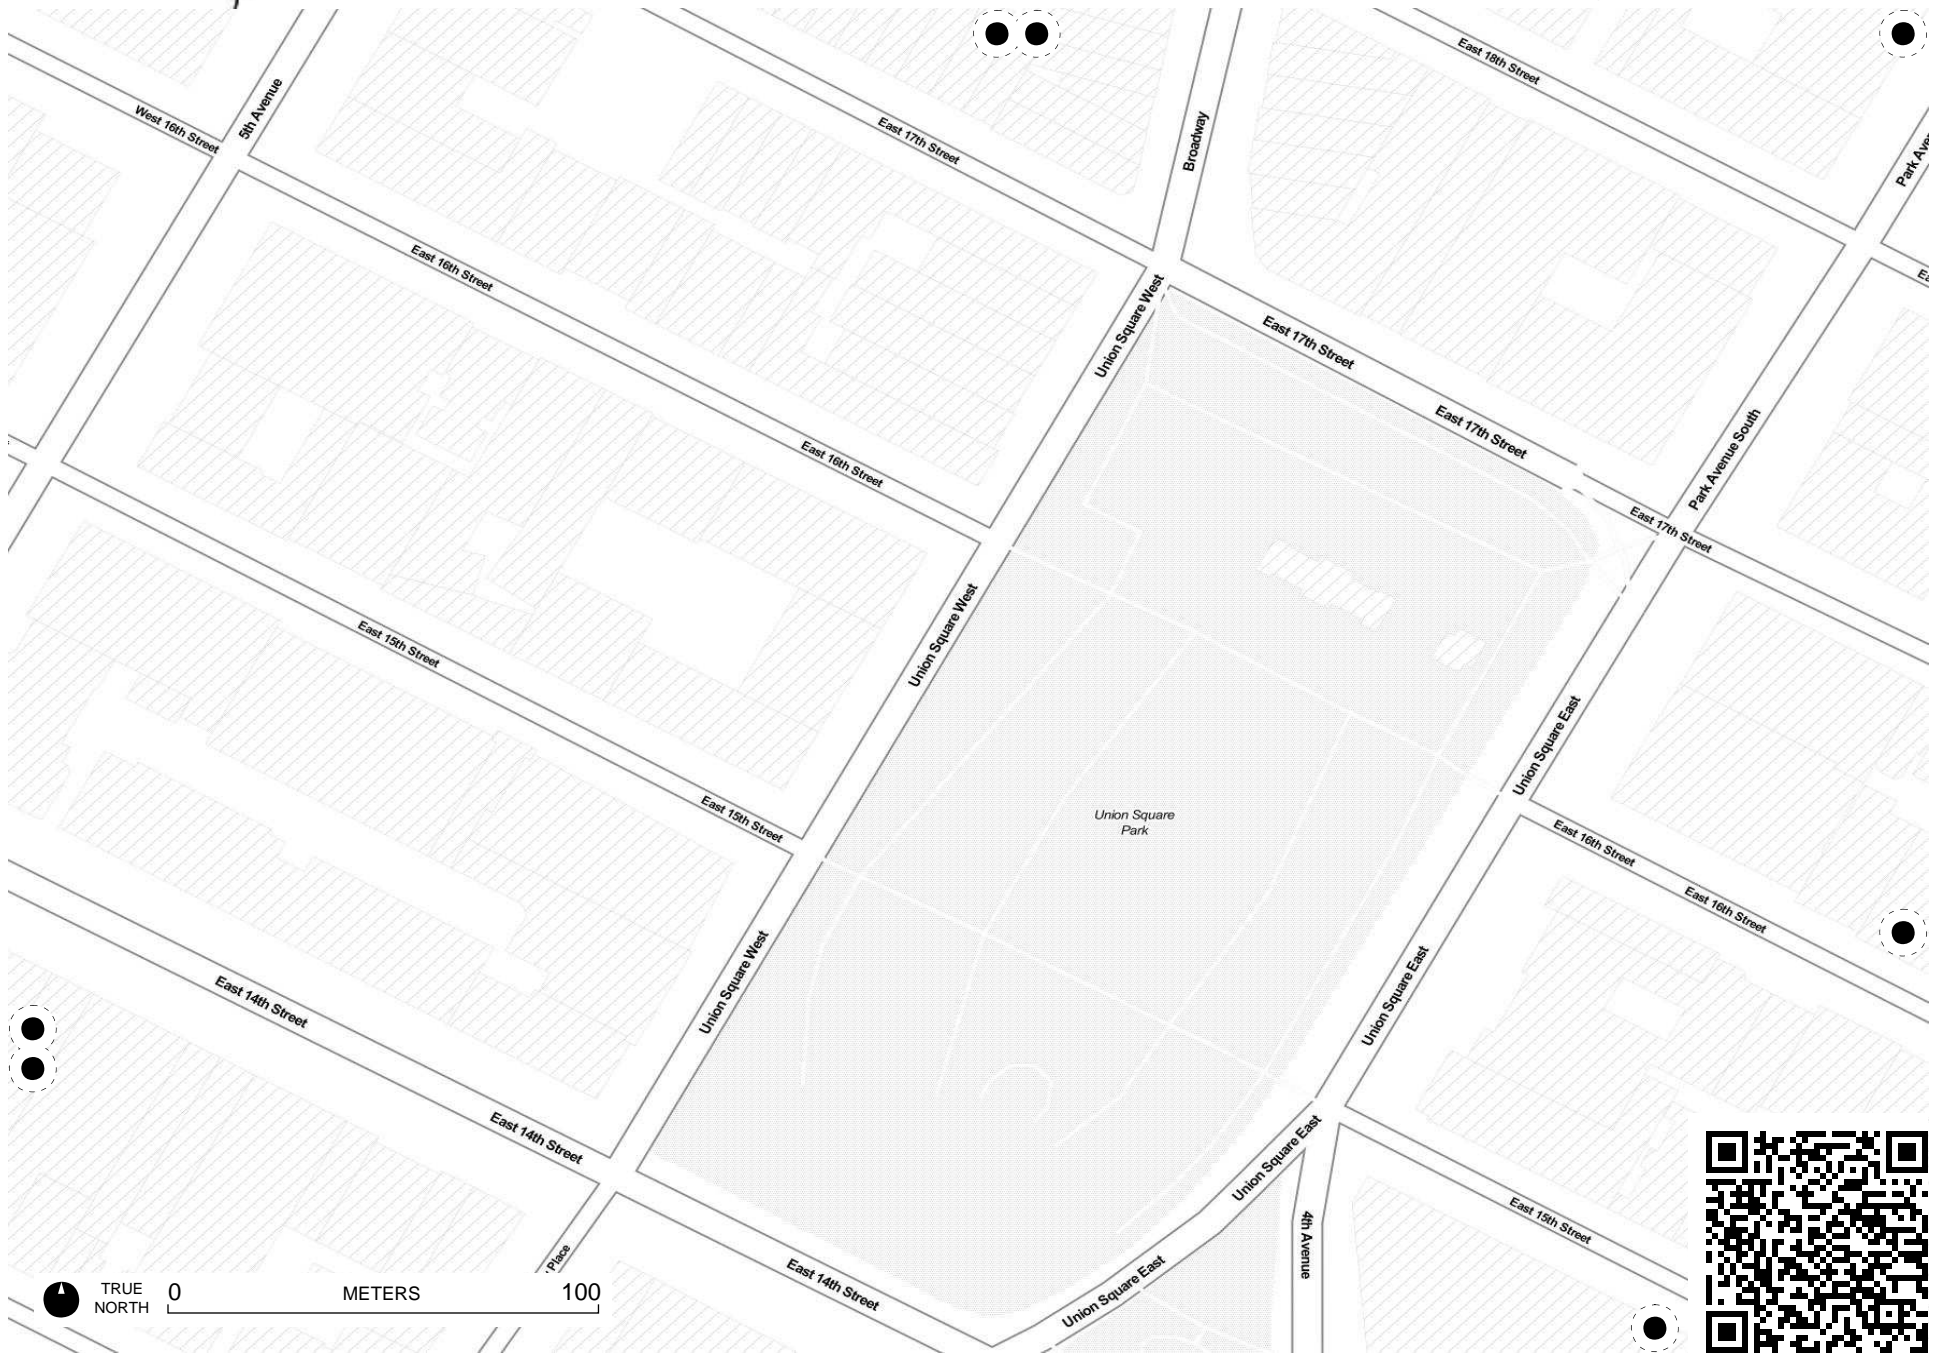 East 18th Street
5th Avenue
West 16th Street
East 17th Street
Broadway
East 16th Street
Union Square West
East 17th Street
East 17th Street
Park Avenue South
East 17th Street
East 16th Street
Union Square West
East 15th Street
Union Square East
East 15th Street
Union Square
Park
East 16th Street
East 16th Street
Union Square West
Union Square East
East 14th Street
East 14th Street
Union Square East
4th Avenue
East 15th Street
Place
East 14th Street
Union Square East
TRUE
NORTH
0 METERS 100